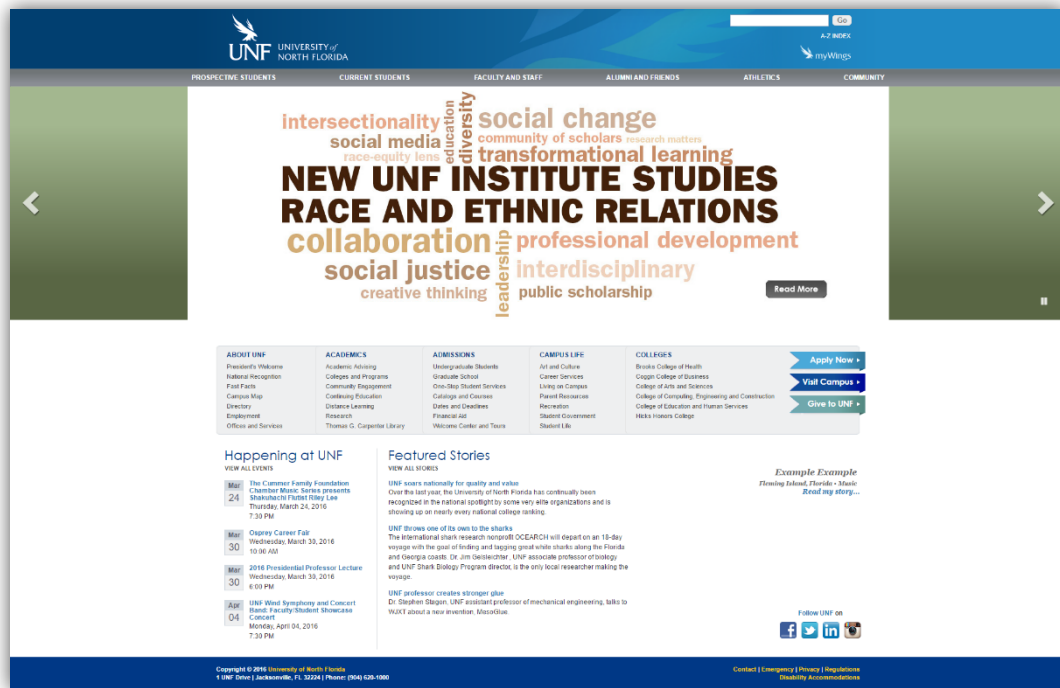 Go
A-Z INDEX
UNF UNIVERSITY of
NORTH FLORIDA
myWings
PROSPECTIVE STUDENTS CURRENT STUDENTS FACULTY AND STAFF ALUMNI AND FRIENDS ATHLETICS COMMUNITY
intersectionality
education
diversity
social change
social media
community of scholars
research matters
race-equity lens
transformational learning
NEW UNF INSTITUTE STUDIES
RACE AND ETHNIC RELATIONS
collaboration
leadership
professional development
social justice
interdisciplinary
creative thinking
public scholarship
Read More
ABOUT UNF
President's Welcome
National Recognition
Fast Facts
Campus Map
Directory
Employment
Offices and Services
ACADEMICS
Academic Advising
Colleges and Programs
Community Engagement
Continuing Education
Distance Learning
Research
Thomas G. Carpenter Library
ADMISSIONS
Undergraduate Students
Graduate School
One-Stop Student Services
Catalogs and Courses
Dates and Deadlines
Financial Aid
Welcome Center and Tours
CAMPUS LIFE
Art and Culture
Career Services
Living on Campus
Parent Resources
Recreation
Student Government
Student Life
COLLEGES
Brooks College of Health
Coggin College of Business
College of Arts and Sciences
College of Computing, Engineering and Construction
College of Education and Human Services
Hicks Honors College
Apply Now
Visit Campus
Give to UNF
Happening at UNF
VIEW ALL EVENTS
Mar
24
The Cummer Family Foundation
Chamber Music Series presents
Shakuhachi Flutist Riley Lee
Thursday, March 24, 2016
7:30 PM
Mar
30
Osprey Career Fair
Wednesday, March 30, 2016
10:00 AM
Mar
30
2016 Presidential Professor Lecture
Wednesday, March 30, 2016
6:00 PM
Apr
04
UNF Wind Symphony and Concert
Band: Faculty/Student Showcase
Concert
Monday, April 04, 2016
7:30 PM
Featured Stories
VIEW ALL STORIES
UNF soars nationally for quality and value
Over the last year, the University of North Florida has continually been
recognized in the national spotlight by some very elite organizations and is
showing up on nearly every national college ranking.
UNF throws one of its own to the sharks
The international shark research nonprofit OCEARCH will depart on an 18-day
voyage with the goal of finding and tagging great white sharks along the Florida
and Georgia coasts. Dr. Jim Gelsleichter, UNF associate professor of biology
and UNF Shark Biology Program director, is the only local researcher making the
voyage.
UNF professor creates stronger glue
Dr. Stephen Stagon, UNF assistant professor of mechanical engineering, talks to
WJXT about a new invention, MesoGlue
Example Example
Fleming Island, Florida • Music
Read my story...
Follow UNF on
Copyright © 2016 University of North Florida
1 UNF Drive | Jacksonville, FL 32224 | Phone: (904) 620-1000
Contact | Emergency | Privacy | Regulations
Disability Accommodations